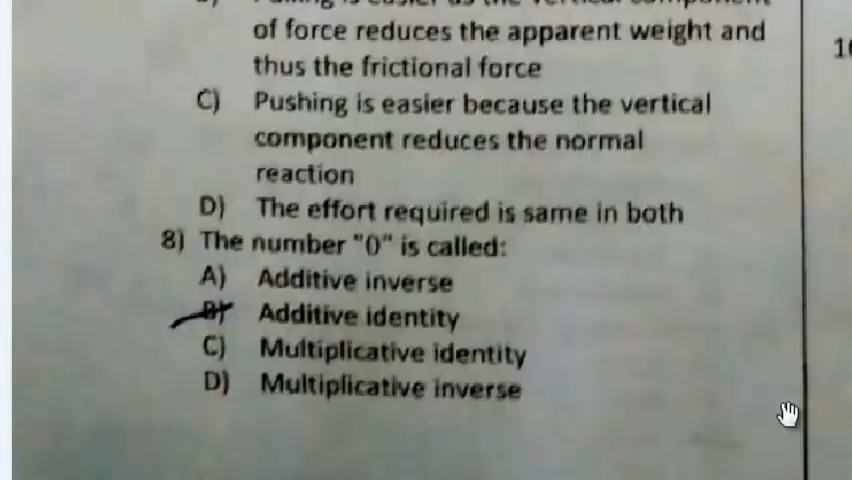 of force reduces the apparent weight and
thus the frictional force
C) Pushing is easier because the vertical
component reduces the normal
reaction
D) The effort required is same in both
8) The number "0" is called:
A) Additive inverse
B) Additive identity
C) Multiplicative identity
D) Multiplicative inverse